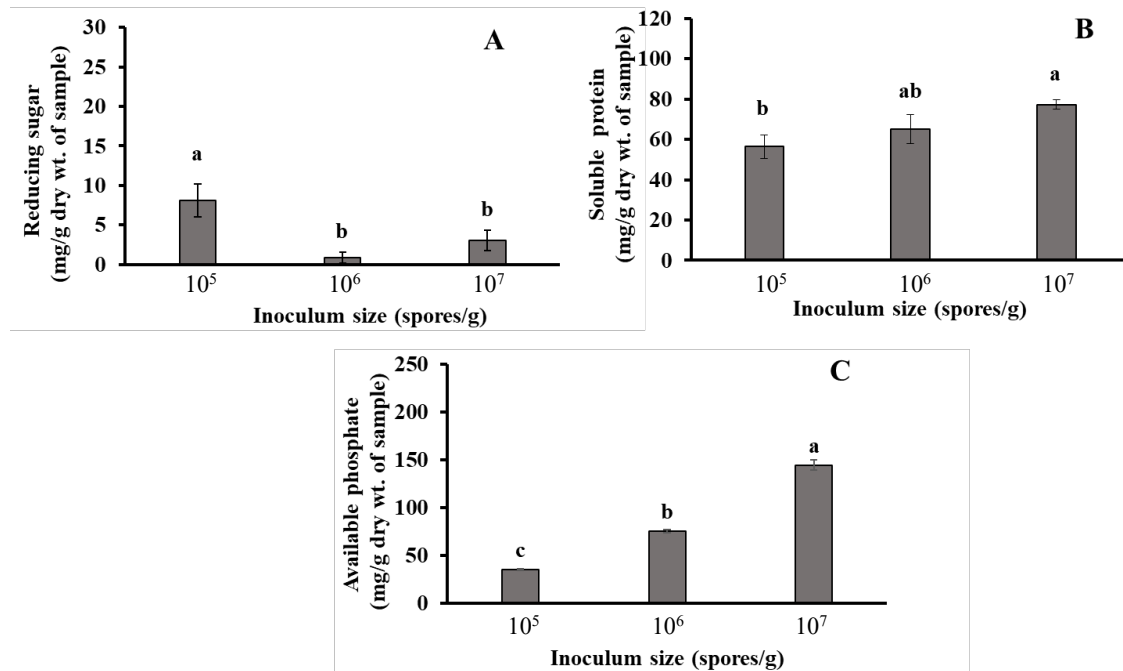 A
Reducing sugar
(mg/g dry wt. of sample)
30
25
20
15
10
5
0
a
b
b
10⁵
10⁶
10⁷
Inoculum size (spores/g)
B
Soluble protein
(mg/g dry wt. of sample)
120
100
80
60
40
20
0
b
ab
a
10⁵
10⁶
10⁷
Inoculum size (spores/g)
C
Available phosphate
(mg/g dry wt. of sample)
250
200
150
100
50
0
c
b
a
10⁵
10⁶
10⁷
Inoculum size (spores/g)